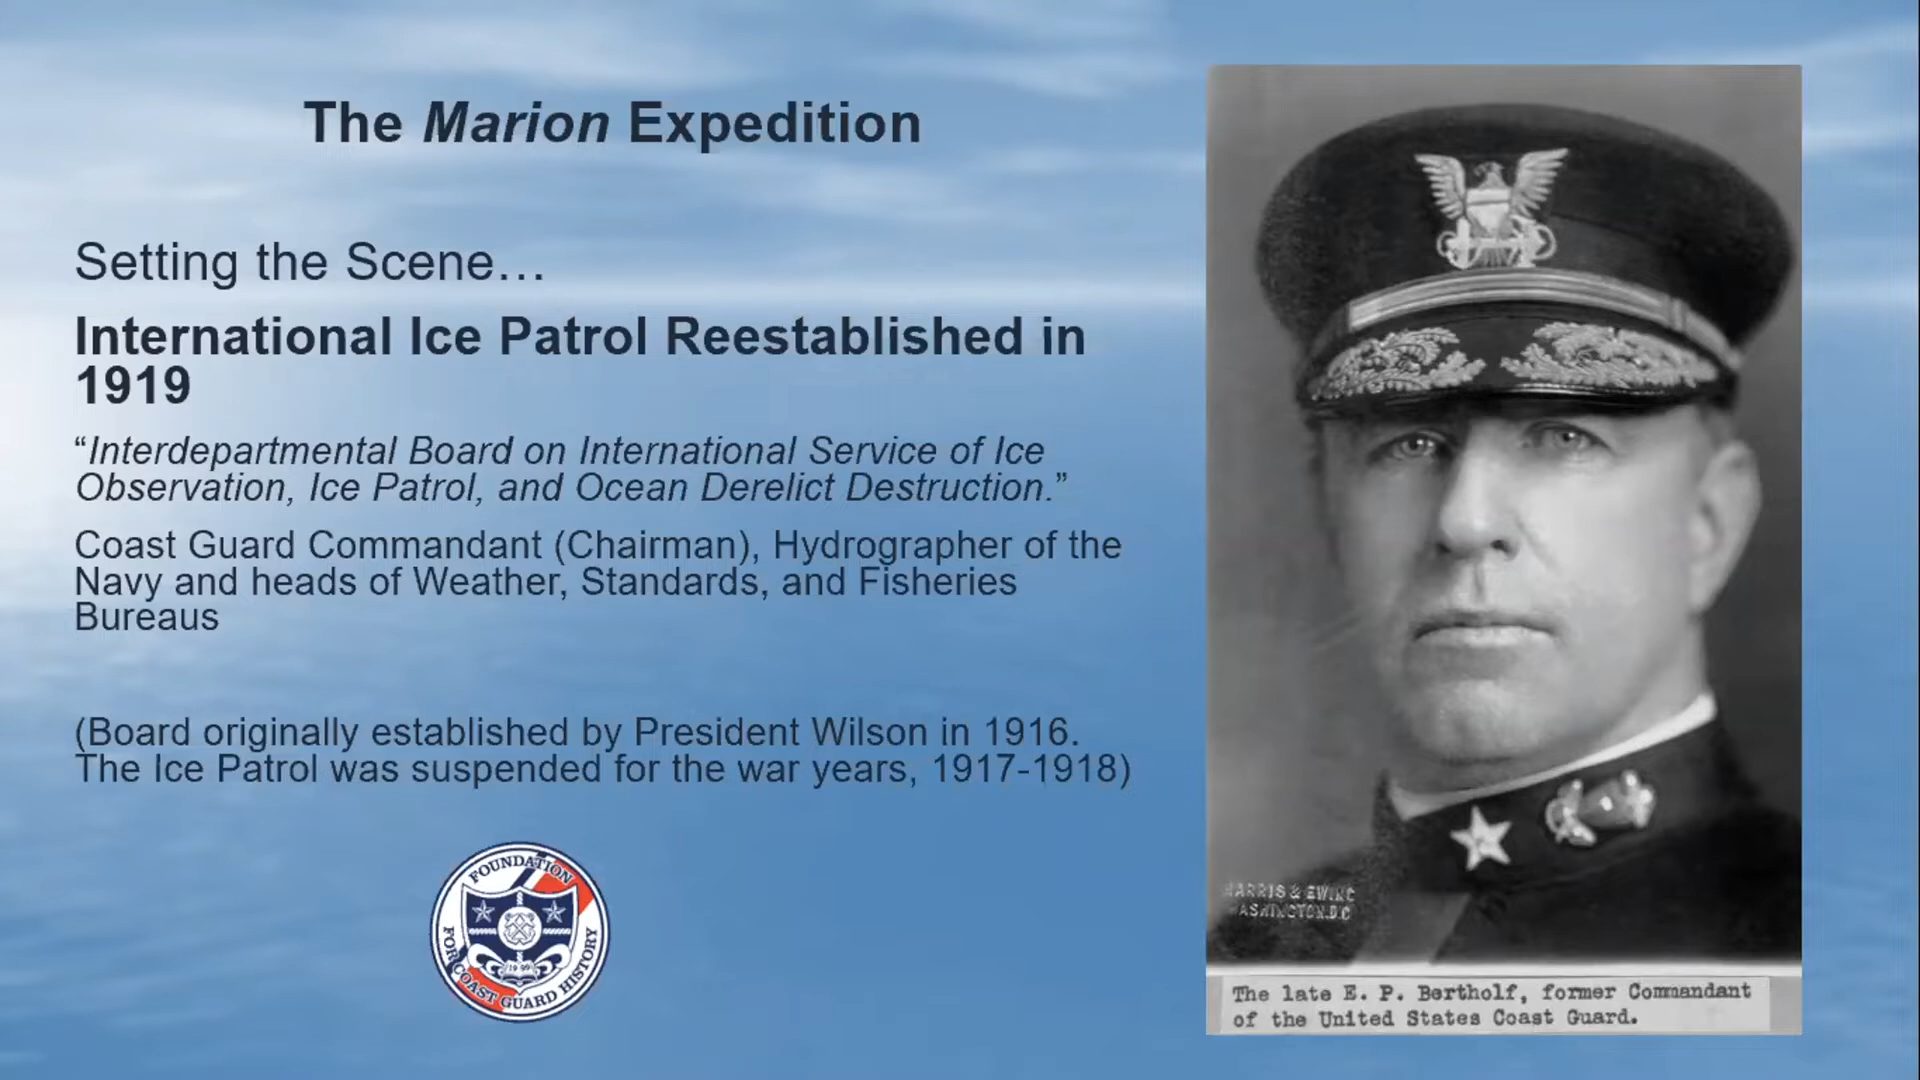 The Marion Expedition
Setting the Scene…
International Ice Patrol Reestablished in
1919
“Interdepartmental Board on International Service of Ice
Observation, Ice Patrol, and Ocean Derelict Destruction.”
Coast Guard Commandant (Chairman), Hydrographer of the
Navy and heads of Weather, Standards, and Fisheries
Bureaus
(Board originally established by President Wilson in 1916.
The Ice Patrol was suspended for the war years, 1917-1918)
FOUNDATION
FOR COAST GUARD HISTORY
1999
HARRIS & EWING
WASHINGTON.D.C
The late E. P. Bertholf, former Commandant
of the United States Coast Guard.